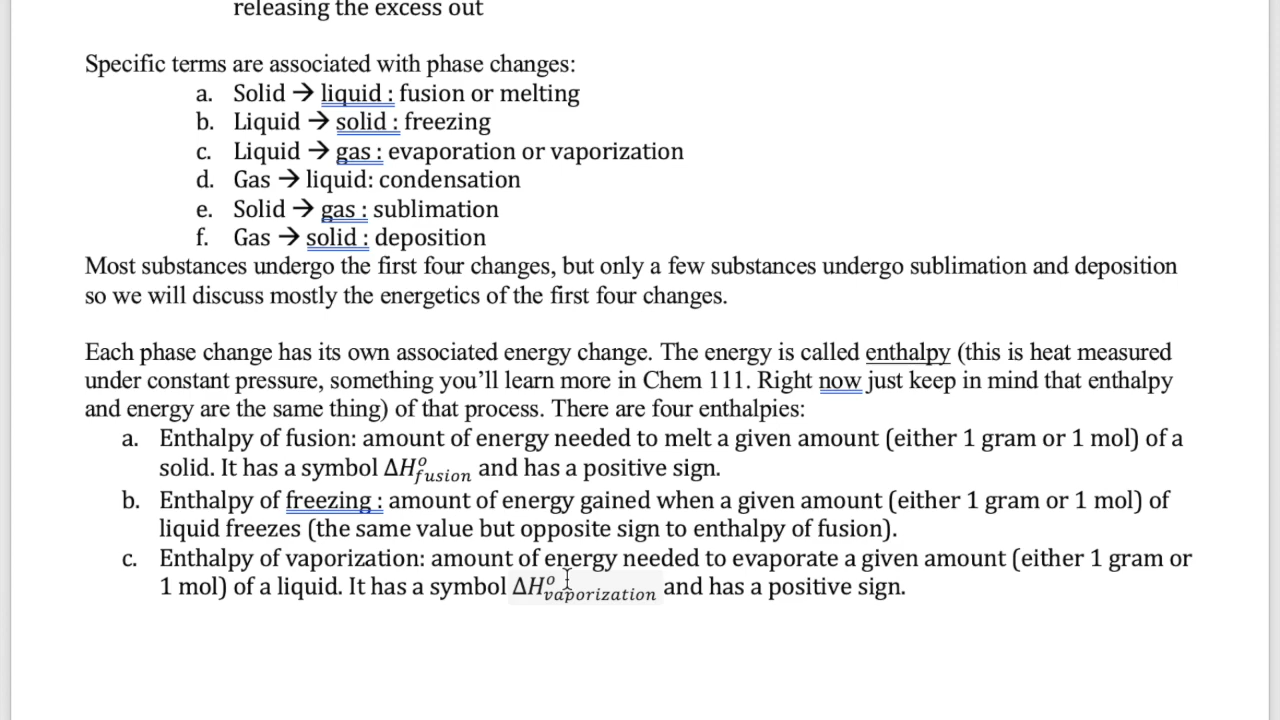 releasing the excess out
Specific terms are associated with phase changes:
a. Solid → liquid : fusion or melting
b. Liquid → solid : freezing
c. Liquid → gas : evaporation or vaporization
d. Gas → liquid: condensation
e. Solid → gas : sublimation
f. Gas → solid : deposition
Most substances undergo the first four changes, but only a few substances undergo sublimation and deposition
so we will discuss mostly the energetics of the first four changes.
Each phase change has its own associated energy change. The energy is called enthalpy (this is heat measured
under constant pressure, something you’ll learn more in Chem 111. Right now just keep in mind that enthalpy
and energy are the same thing) of that process. There are four enthalpies:
a. Enthalpy of fusion: amount of energy needed to melt a given amount (either 1 gram or 1 mol) of a
solid. It has a symbol ΔH°fusion and has a positive sign.
b. Enthalpy of freezing : amount of energy gained when a given amount (either 1 gram or 1 mol) of
liquid freezes (the same value but opposite sign to enthalpy of fusion).
c. Enthalpy of vaporization: amount of energy needed to evaporate a given amount (either 1 gram or
1 mol) of a liquid. It has a symbol ΔH°vaporization and has a positive sign.